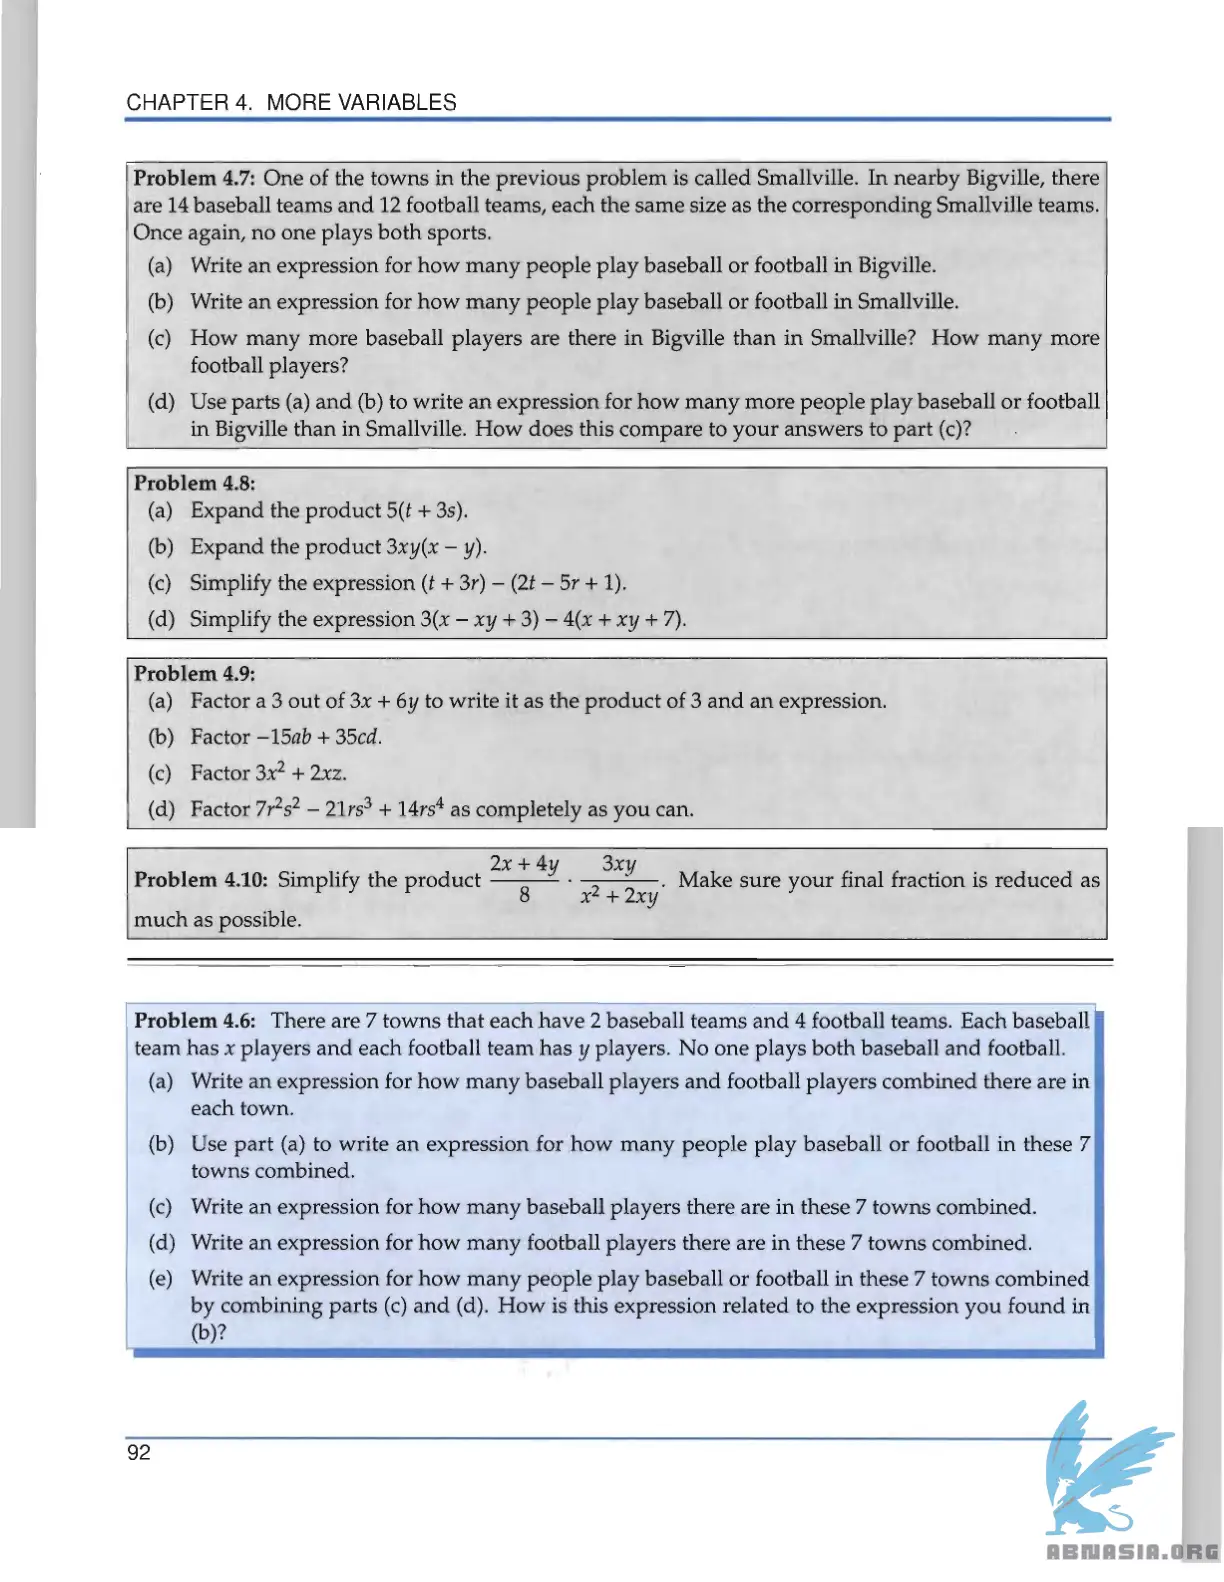 CHAPTER 4. MORE VARIABLES
Problem 4.7: One of the towns in the previous problem is called Smallville. In nearby Bigville, there
are 14 baseball teams and 12 football teams, each the same size as the corresponding Smallville teams.
Once again, no one plays both sports.
(a) Write an expression for how many people play baseball or football in Bigville.
(b) Write an expression for how many people play baseball or football in Smallville.
(c) How many more baseball players are there in Bigville than in Smallville? How many more
football players?
(d) Use parts (a) and (b) to write an expression for how many more people play baseball or football
in Bigville than in Smallville. How does this compare to your answers to part (c)?
Problem 4.8:
(a) Expand the product 5(t + 3s).
(b) Expand the product 3xy(x − y).
(c) Simplify the expression (t + 3r) − (2t − 5r + 1).
(d) Simplify the expression 3(x − xy + 3) − 4(x + xy + 7).
Problem 4.9:
(a) Factor a 3 out of 3x + 6y to write it as the product of 3 and an expression.
(b) Factor −15ab + 35cd.
(c) Factor 3x² + 2xz.
(d) Factor 7r²s² − 21rs³ + 14rs⁴ as completely as you can.
Problem 4.10: Simplify the product (2x + 4y)/8 · 3xy/(x² + 2xy). Make sure your final fraction is reduced as
much as possible.
Problem 4.6: There are 7 towns that each have 2 baseball teams and 4 football teams. Each baseball
team has x players and each football team has y players. No one plays both baseball and football.
(a) Write an expression for how many baseball players and football players combined there are in
each town.
(b) Use part (a) to write an expression for how many people play baseball or football in these 7
towns combined.
(c) Write an expression for how many baseball players there are in these 7 towns combined.
(d) Write an expression for how many football players there are in these 7 towns combined.
(e) Write an expression for how many people play baseball or football in these 7 towns combined
by combining parts (c) and (d). How is this expression related to the expression you found in
(b)?
92
ABNASIA.ORG